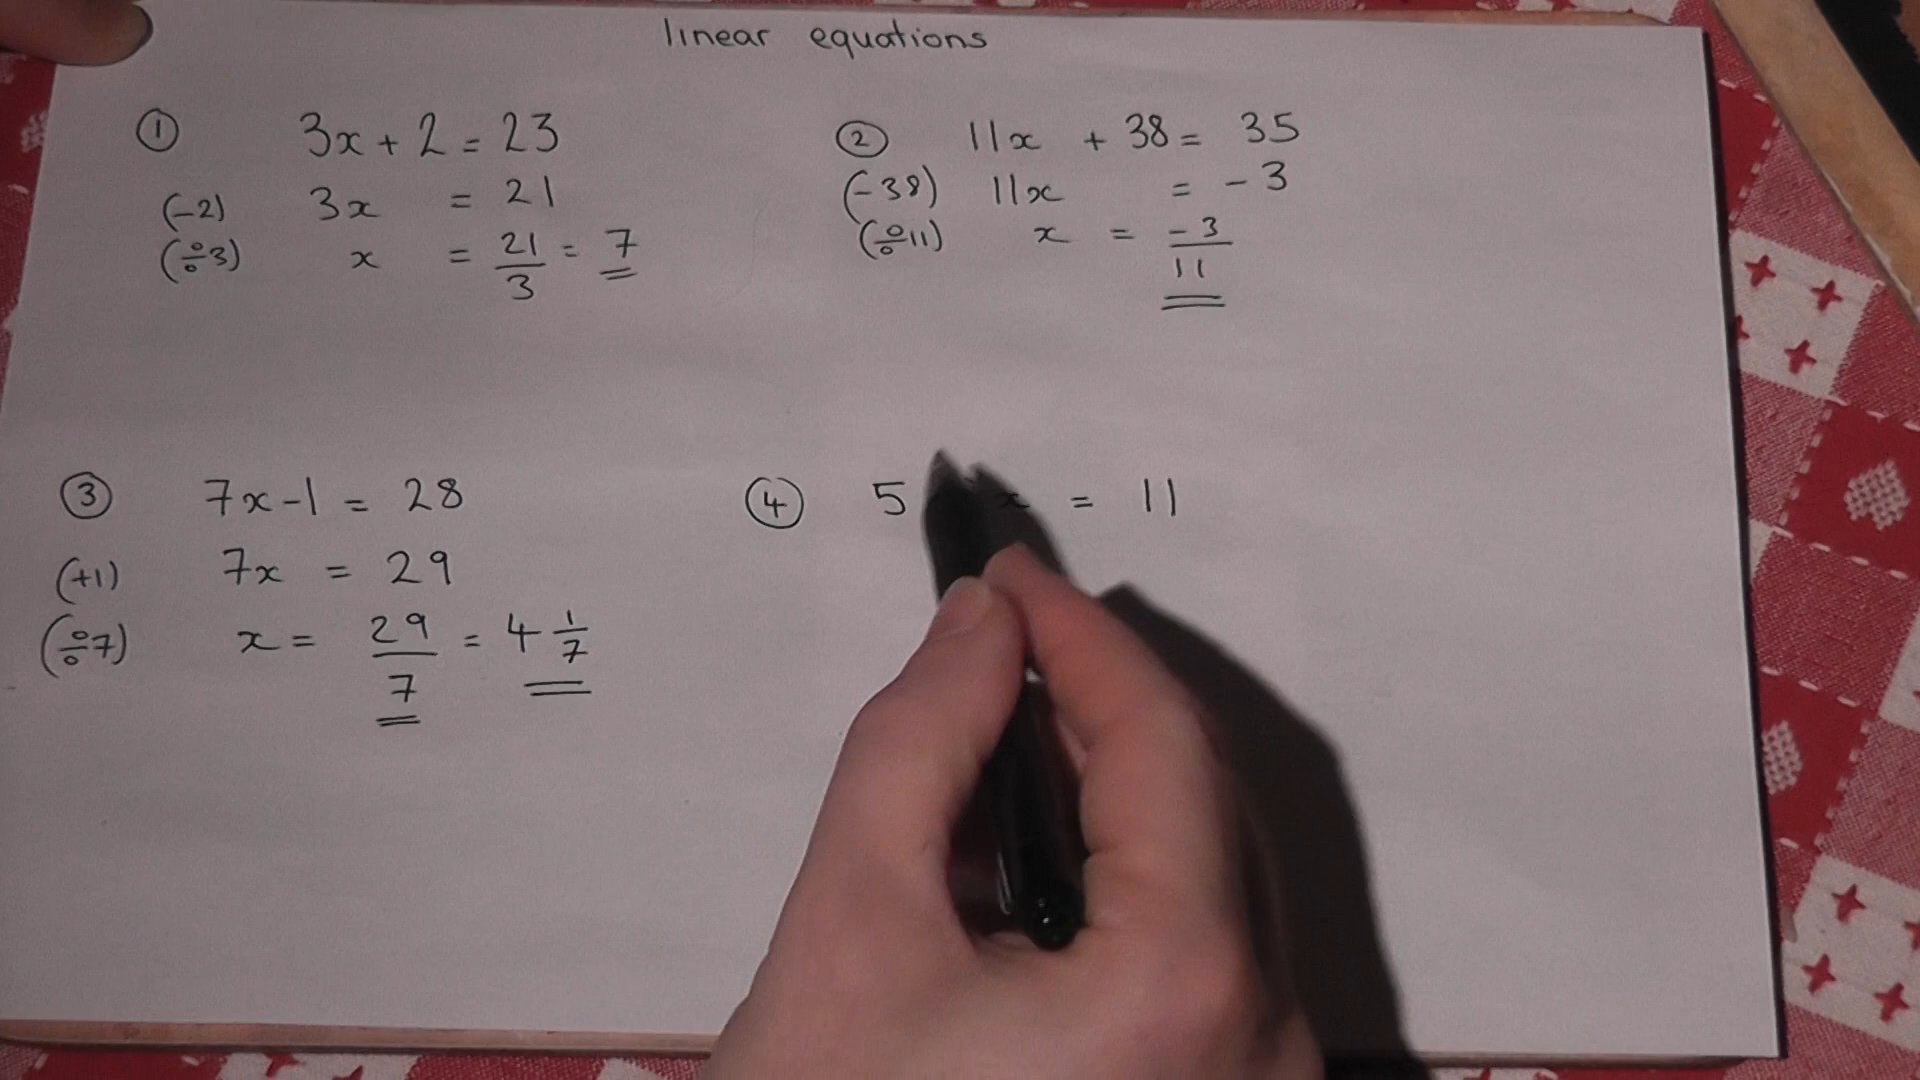 linear equations
① 3x + 2 = 23
(-2) 3x = 21
(÷3) x = 21/3 = 7
② 11x + 38 = 35
(-38) 11x = -3
(÷11) x = -3/11
③ 7x - 1 = 28
(+1) 7x = 29
(÷7) x = 29/7 = 4 1/7
④ 5 x = 11